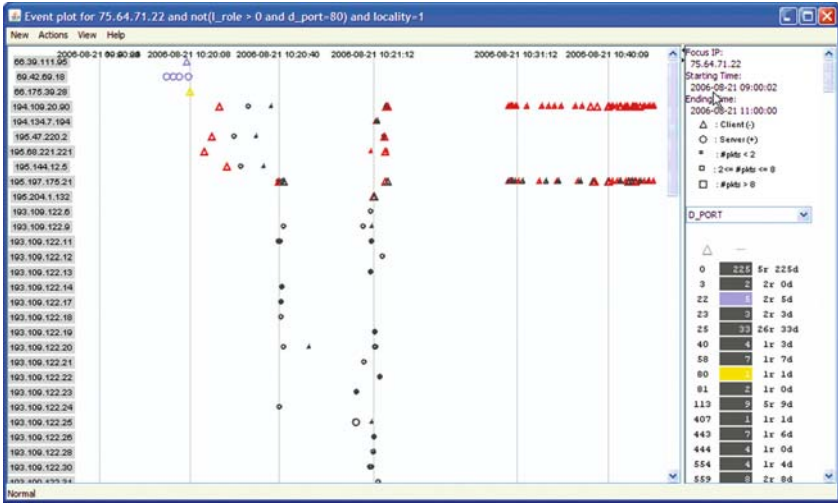 Event plot for 75.64.71.22 and not(l_role > 0 and d_port=80) and locality=1
New Actions View Help
2006-08-21 10:20:08 2006-08-21 10:20:40 2006-08-21 10:21:12 2006-08-21 10:31:12 2006-08-21 10:40:09
66.39.111.95
69.42.69.18
66.175.39.28
194.109.20.90
194.134.7.194
195.47.220.2
195.68.221.221
195.144.12.5
195.197.175.21
195.204.1.132
193.109.122.6
193.109.122.9
193.109.122.11
193.109.122.12
193.109.122.13
193.109.122.14
193.109.122.17
193.109.122.18
193.109.122.19
193.109.122.20
193.109.122.21
193.109.122.22
193.109.122.23
193.109.122.24
193.109.122.25
193.109.122.26
193.109.122.28
193.109.122.30
Focus IP:
75.64.71.22
Starting Time:
2006-08-21 09:00:02
Ending Time:
2006-08-21 11:00:00
: Client (-)
: Server (+)
: #pkts < 2
: 2<= #pkts <= 8
: #pkts > 8
D_PORT
0 225 5r 225d
3 2 2r 0d
22 5 2r 5d
23 3 2r 3d
25 33 26r 33d
40 4 1r 3d
58 7 1r 7d
80 1 1r 1d
81 2 1r 0d
113 9 5r 9d
407 1 1r 1d
443 7 1r 6d
444 4 1r 0d
554 4 1r 4d
559 8 2r 8d
Normal